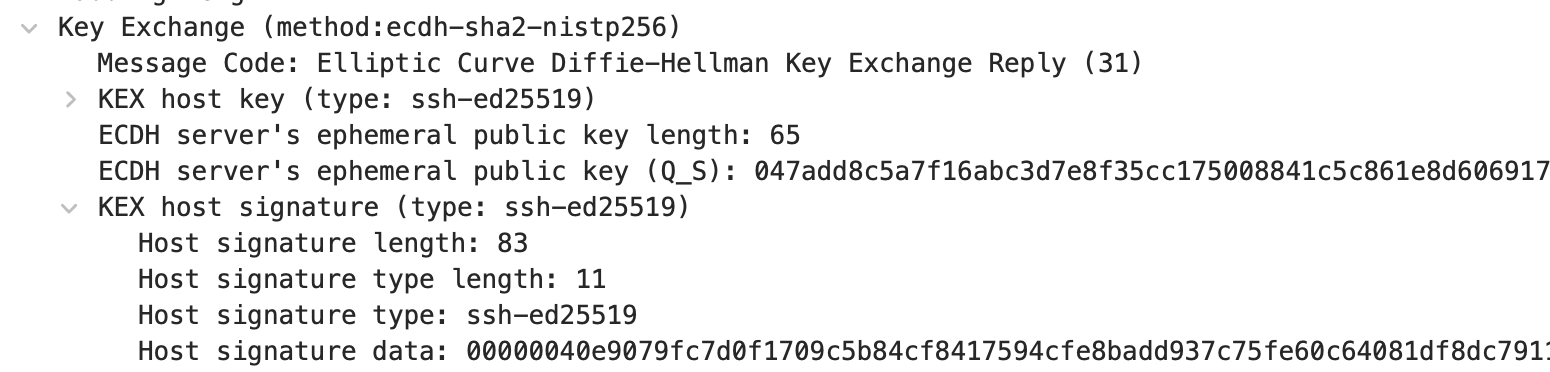 Key Exchange (method:ecdh-sha2-nistp256)
Message Code: Elliptic Curve Diffie-Hellman Key Exchange Reply (31)
KEX host key (type: ssh-ed25519)
ECDH server's ephemeral public key length: 65
ECDH server's ephemeral public key (Q_S): 047add8c5a7f16abc3d7e8f35cc175008841c5c861e8d606917
KEX host signature (type: ssh-ed25519)
Host signature length: 83
Host signature type length: 11
Host signature type: ssh-ed25519
Host signature data: 00000040e9079fc7d0f1709c5b84cf8417594cfe8badd937c75fe60c64081df8dc7911